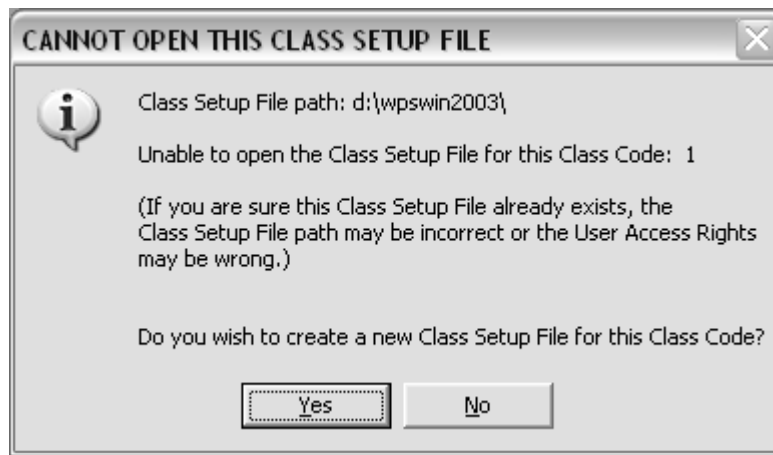 CANNOT OPEN THIS CLASS SETUP FILE
Class Setup File path: d:\wpswin2003\
Unable to open the Class Setup File for this Class Code: 1
(If you are sure this Class Setup File already exists, the
Class Setup File path may be incorrect or the User Access Rights
may be wrong.)
Do you wish to create a new Class Setup File for this Class Code?
Yes
No